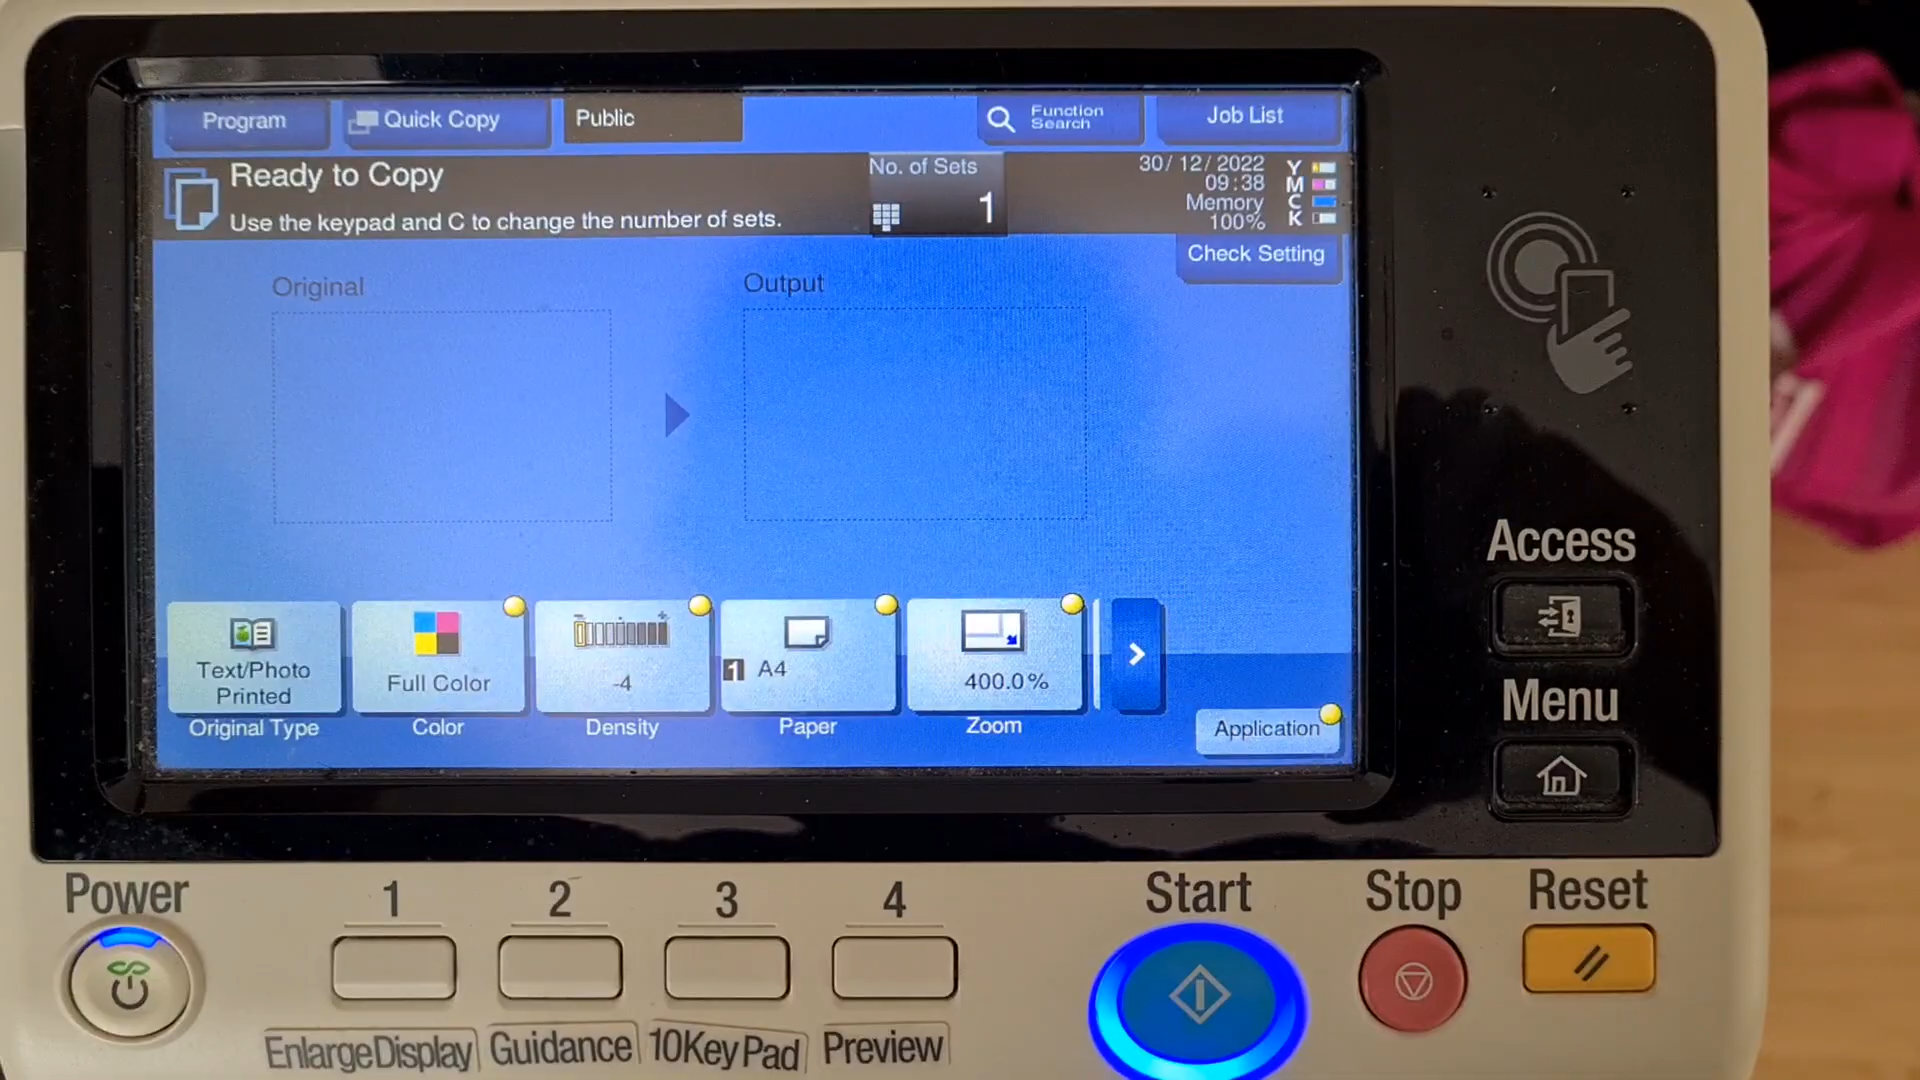 Program
Quick Copy
Public
Function
Search
Job List
Ready to Copy
Use the keypad and C to change the number of sets.
No. of Sets
1
30/12/2022
09:38
Memory
100%
Y
M
C
K
Check Setting
Original
Output
Text/Photo
Printed
Original Type
Full Color
Color
-4
Density
1 A4
Paper
400.0%
Zoom
Application
Access
Menu
Power
1
2
3
4
Start
Stop
Reset
EnlargeDisplay
Guidance
10KeyPad
Preview